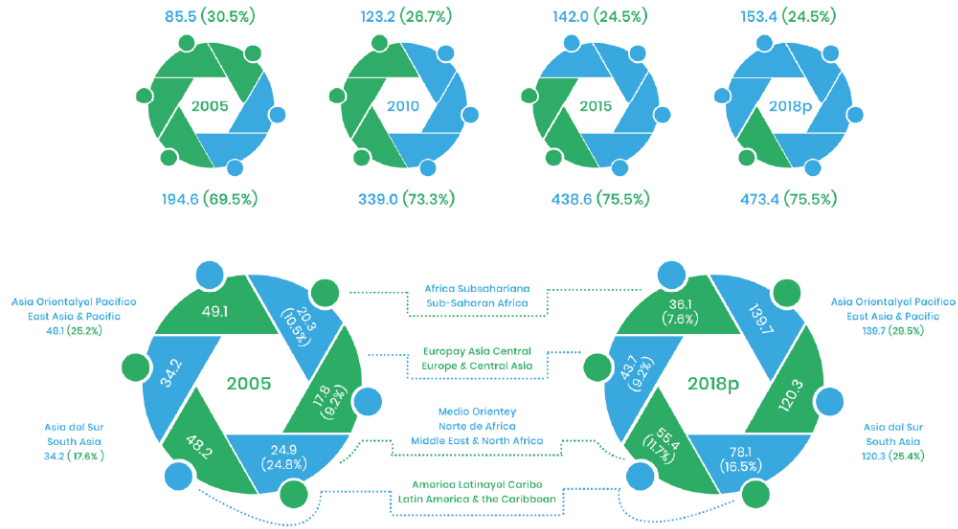 85.5 (30.5%)
123.2 (26.7%)
142.0 (24.5%)
153.4 (24.5%)
2005
2010
2015
2018p
194.6 (69.5%)
339.0 (73.3%)
438.6 (75.5%)
473.4 (75.5%)
Asia Orientalyel Pacifico
East Asia & Pacific
49.1 (25.2%)
Asia del Sur
South Asia
34.2 (17.6%)
49.1
20.3
(10.5%)
34.2
2005
17.8
(9.2%)
48.2
24.9
(24.8%)
Africa Subsahariana
Sub-Saharan Africa
Europay Asia Central
Europe & Central Asia
Medio Orientey
Norte de Africa
Middle East & North Africa
America Latinayol Caribo
Latin America & the Caribbean
36.1
(7.6%)
139.7
43.7
(9.2%)
2018p
120.3
55.4
(11.7%)
78.1
(16.5%)
Asia Orientalyel Pacifico
East Asia & Pacific
139.7 (29.5%)
Asia del Sur
South Asia
120.3 (25.4%)